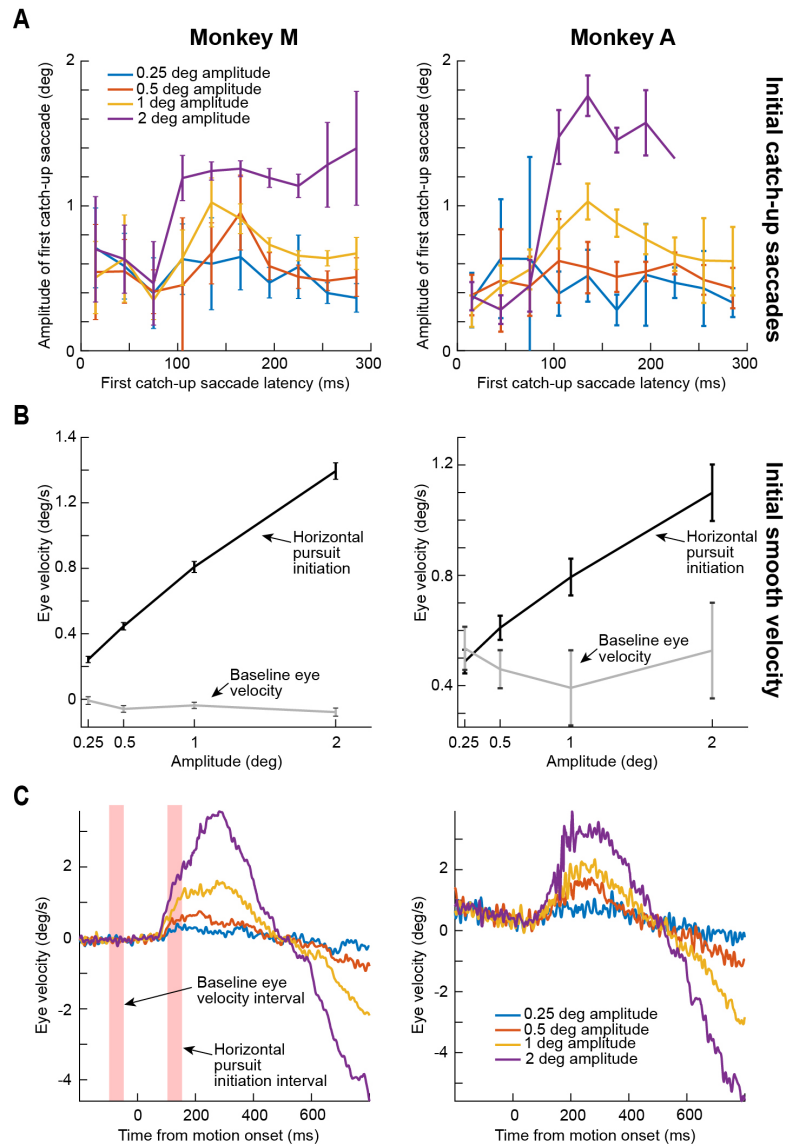 A
Monkey M
Monkey A
Initial catch-up saccades
Amplitude of first catch-up saccade (deg)
2
1
0
0.25 deg amplitude
0.5 deg amplitude
1 deg amplitude
2 deg amplitude
0
100
200
300
First catch-up saccade latency (ms)
Amplitude of first catch-up saccade (deg)
2
1
0
0
100
200
300
First catch-up saccade latency (ms)
B
Initial smooth velocity
Eye velocity (deg/s)
1.4
1.2
0.8
0.4
0
Horizontal
pursuit
initiation
Baseline eye
velocity
0.25
0.5
1
2
Amplitude (deg)
Eye velocity (deg/s)
1.2
0.8
0.4
Horizontal
pursuit
initiation
Baseline eye
velocity
0.25
0.5
1
2
Amplitude (deg)
C
Eye velocity (deg/s)
2
0
-2
-4
Baseline eye
velocity interval
Horizontal
pursuit
initiation interval
0
200
400
600
Time from motion onset (ms)
Eye velocity (deg/s)
2
0
-2
-4
0.25 deg amplitude
0.5 deg amplitude
1 deg amplitude
2 deg amplitude
0
200
400
600
Time from motion onset (ms)